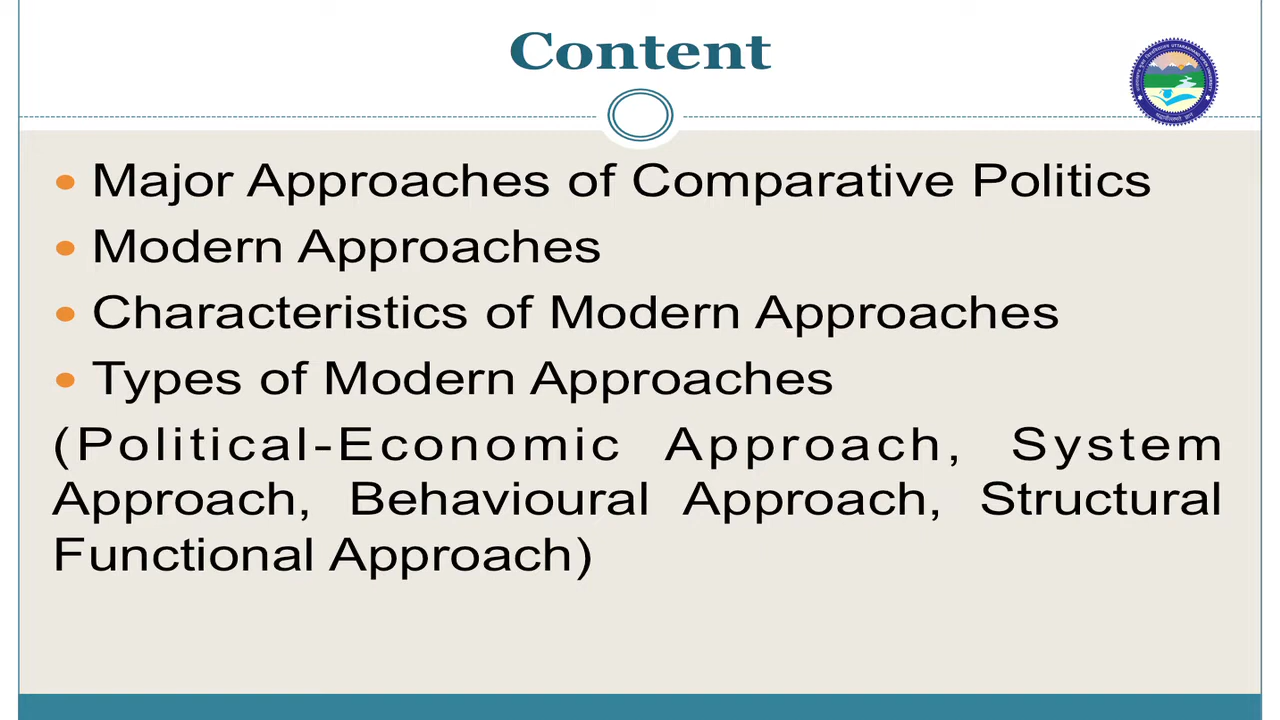 Content
• Major Approaches of Comparative Politics
• Modern Approaches
• Characteristics of Modern Approaches
• Types of Modern Approaches
(Political-Economic Approach, System
Approach, Behavioural Approach, Structural
Functional Approach)